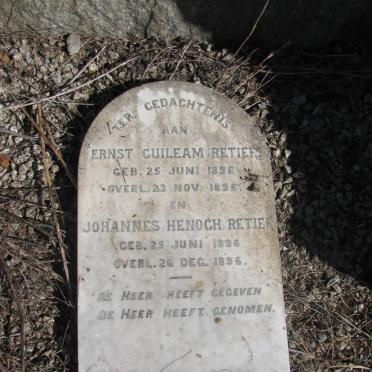 TER GEDACHTENIS
AAN
ERNST GUILEAM RETIEF
GEB. 25 JUNI 1896
OVERL. 23 NOV. 1896.
EN
JOHANNES HENOCH RETIEF
GEB. 25 JUNI 1896
OVERL. 26 DEC. 1896.
DE HEER HEEFT GEGEVEN
DE HEER HEEFT GENOMEN.